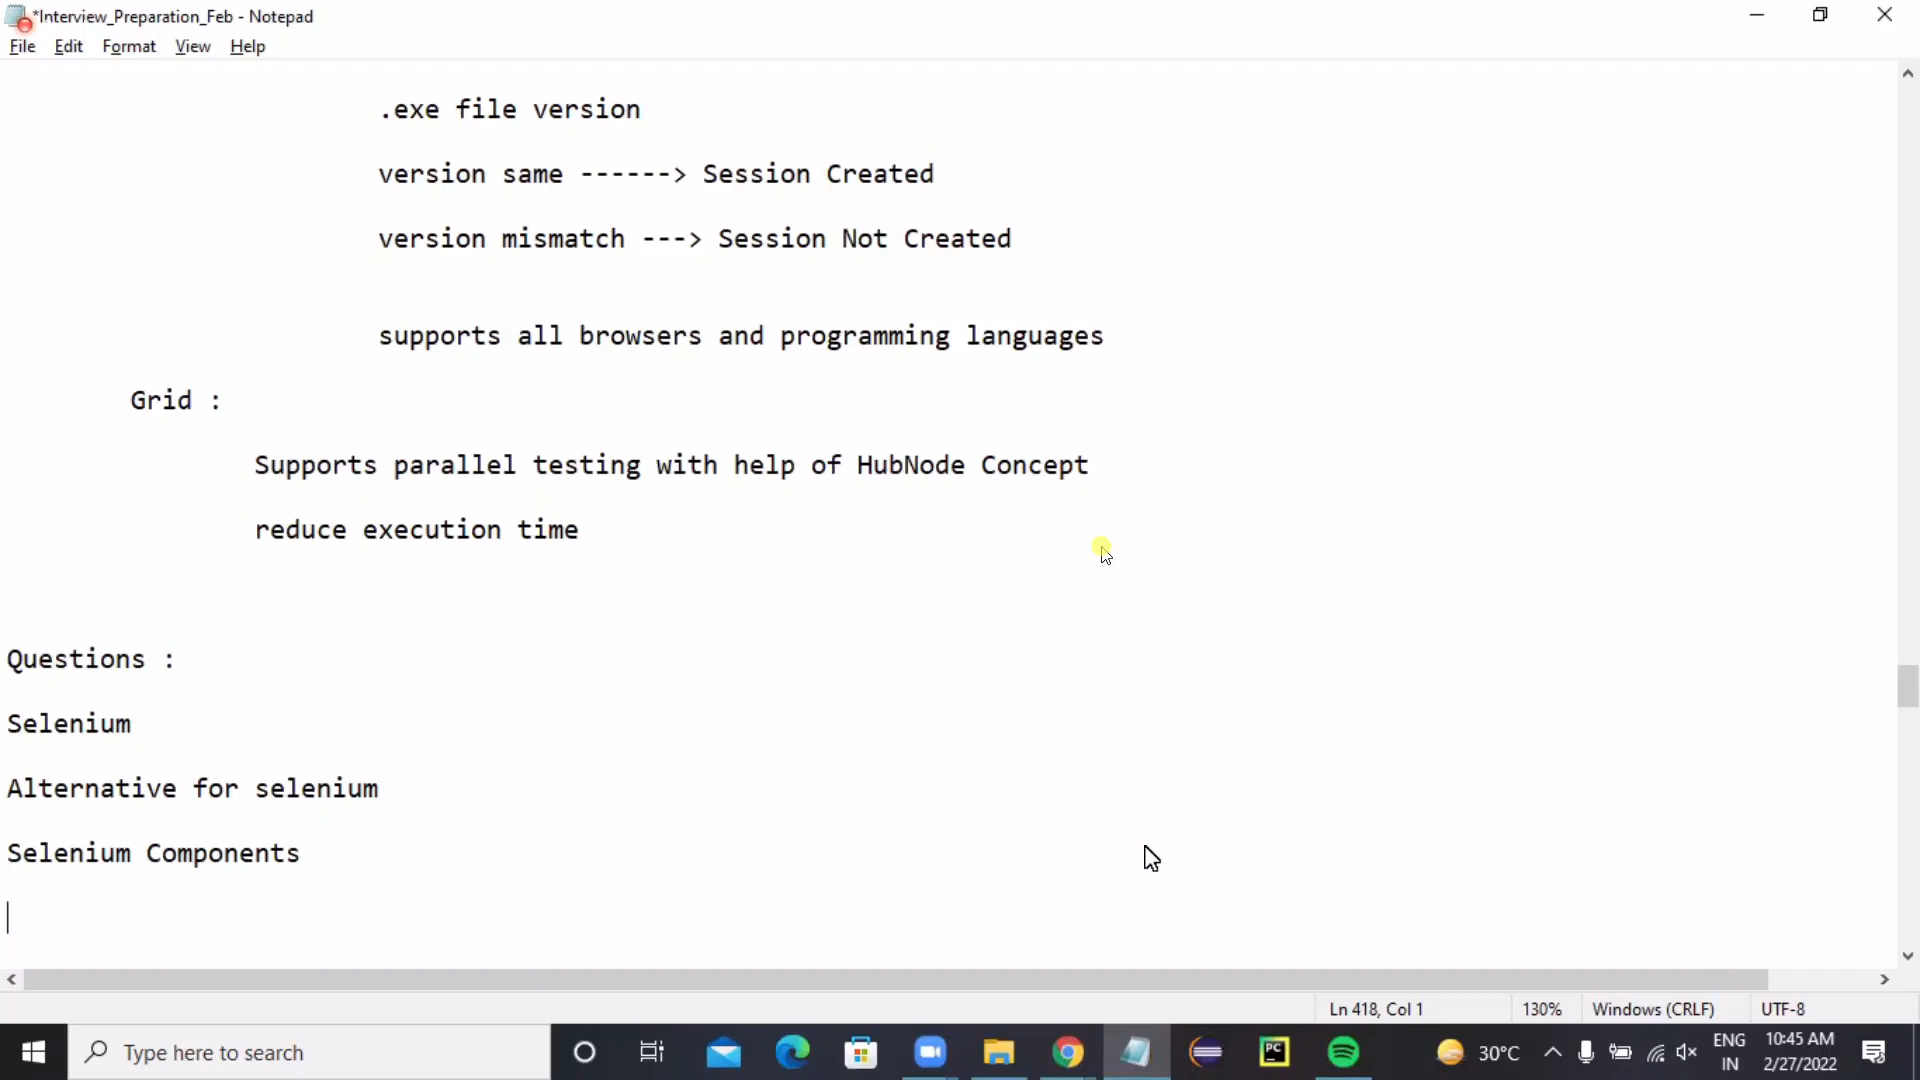 *Interview_Preparation_Feb - Notepad
File Edit Format View Help
.exe file version
version same ------> Session Created
version mismatch ---> Session Not Created
supports all browsers and programming languages
Grid :
Supports parallel testing with help of HubNode Concept
reduce execution time
Questions :
Selenium
Alternative for selenium
Selenium Components
Ln 418, Col 1 130% Windows (CRLF) UTF-8
Type here to search PC 30°C ENG 10:45 AM
IN 2/27/2022